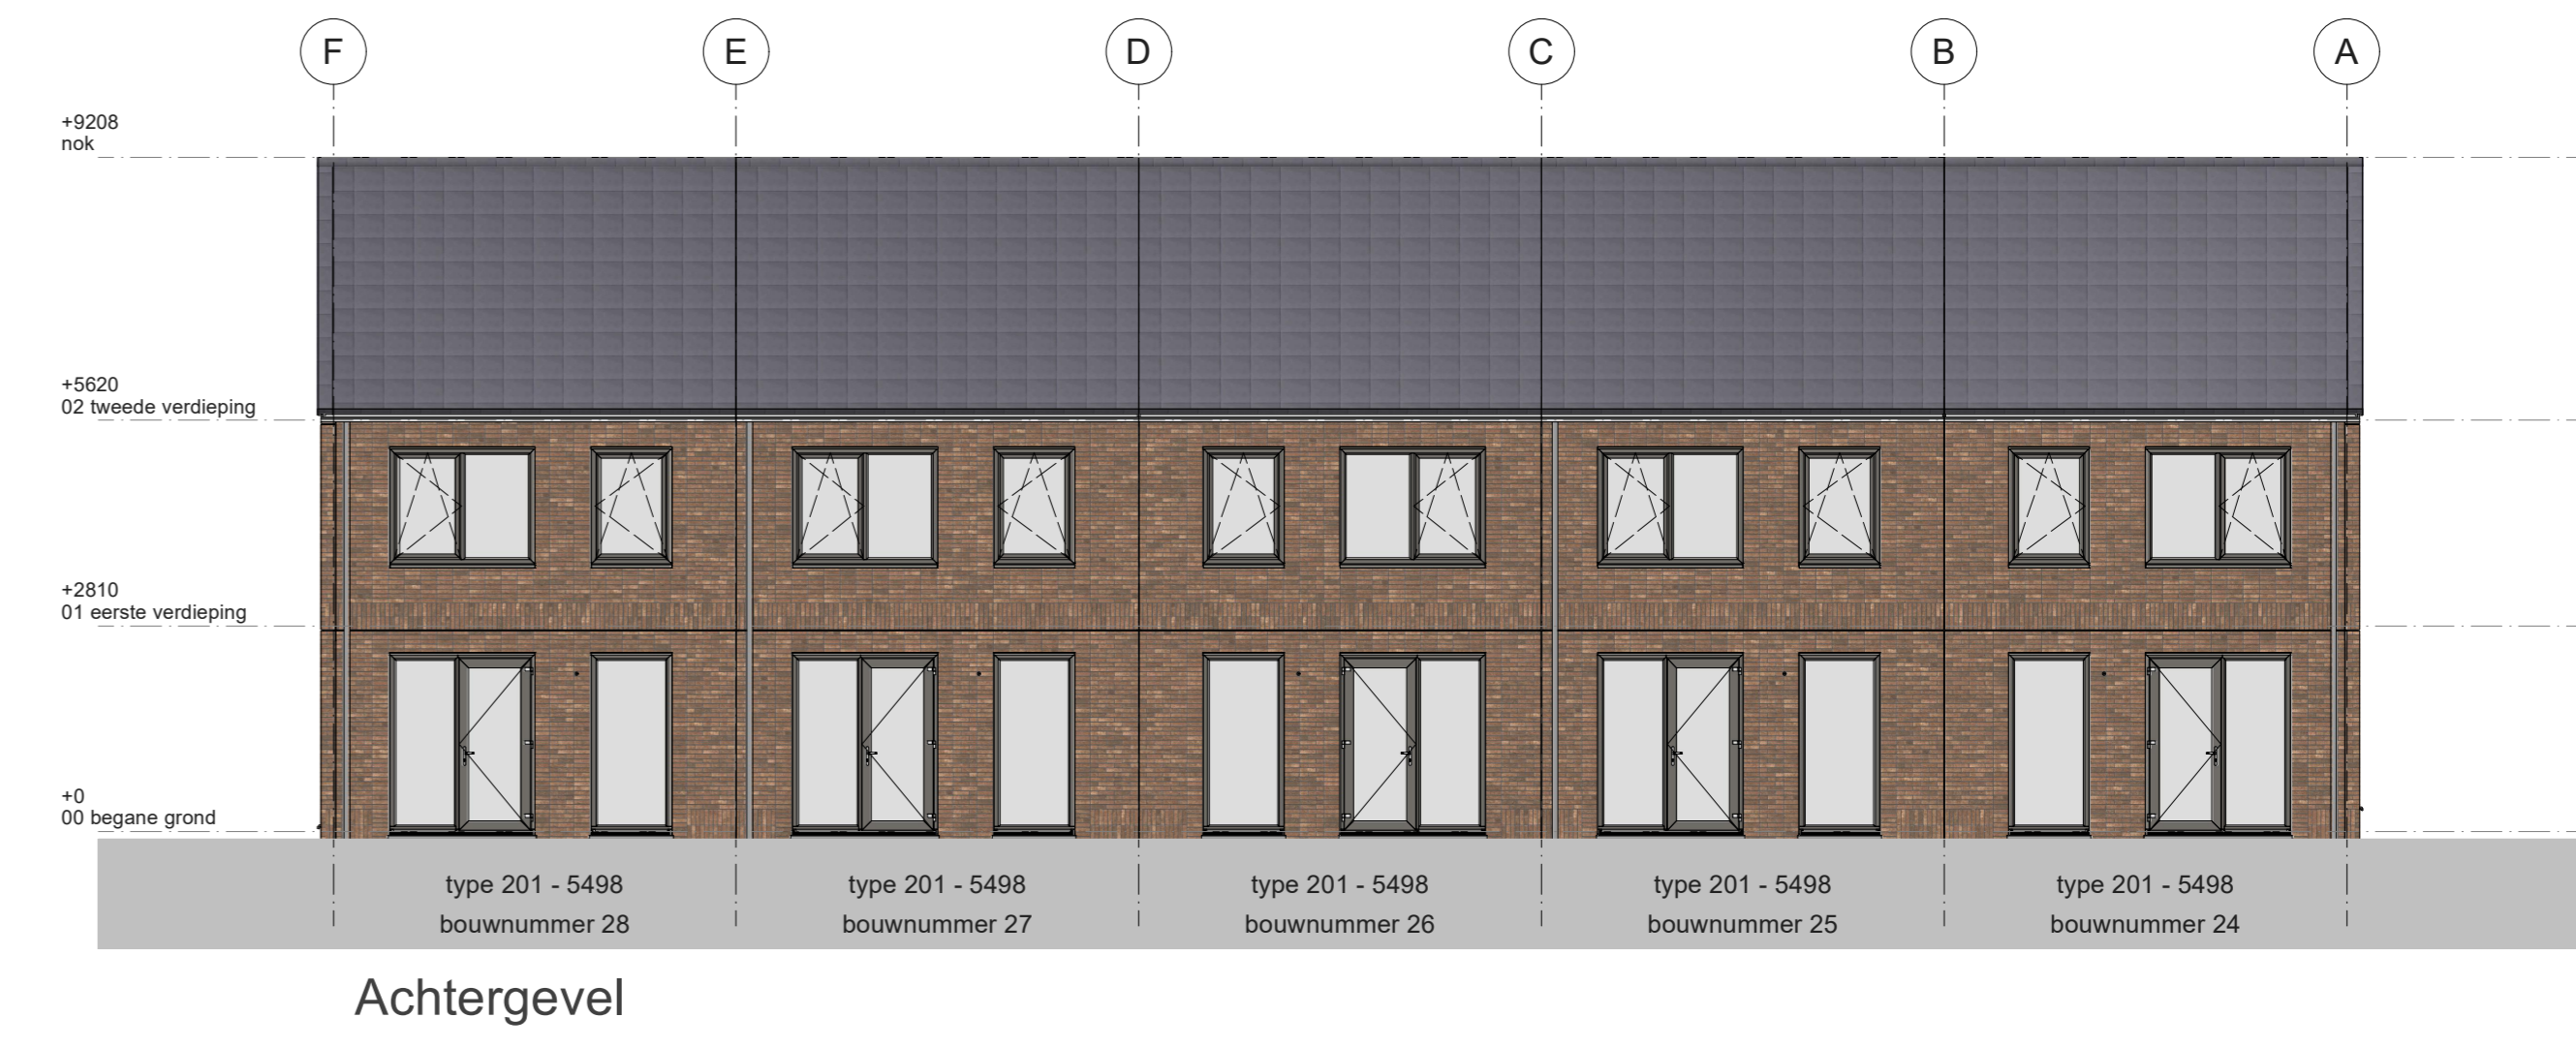 F E D C B A
+9208
nok
+5620
02 tweede verdieping
+2810
01 eerste verdieping
+0
00 begane grond
type 201 - 5498 type 201 - 5498 type 201 - 5498 type 201 - 5498 type 201 - 5498
bouwnummer 28 bouwnummer 27 bouwnummer 26 bouwnummer 25 bouwnummer 24
Achtergevel